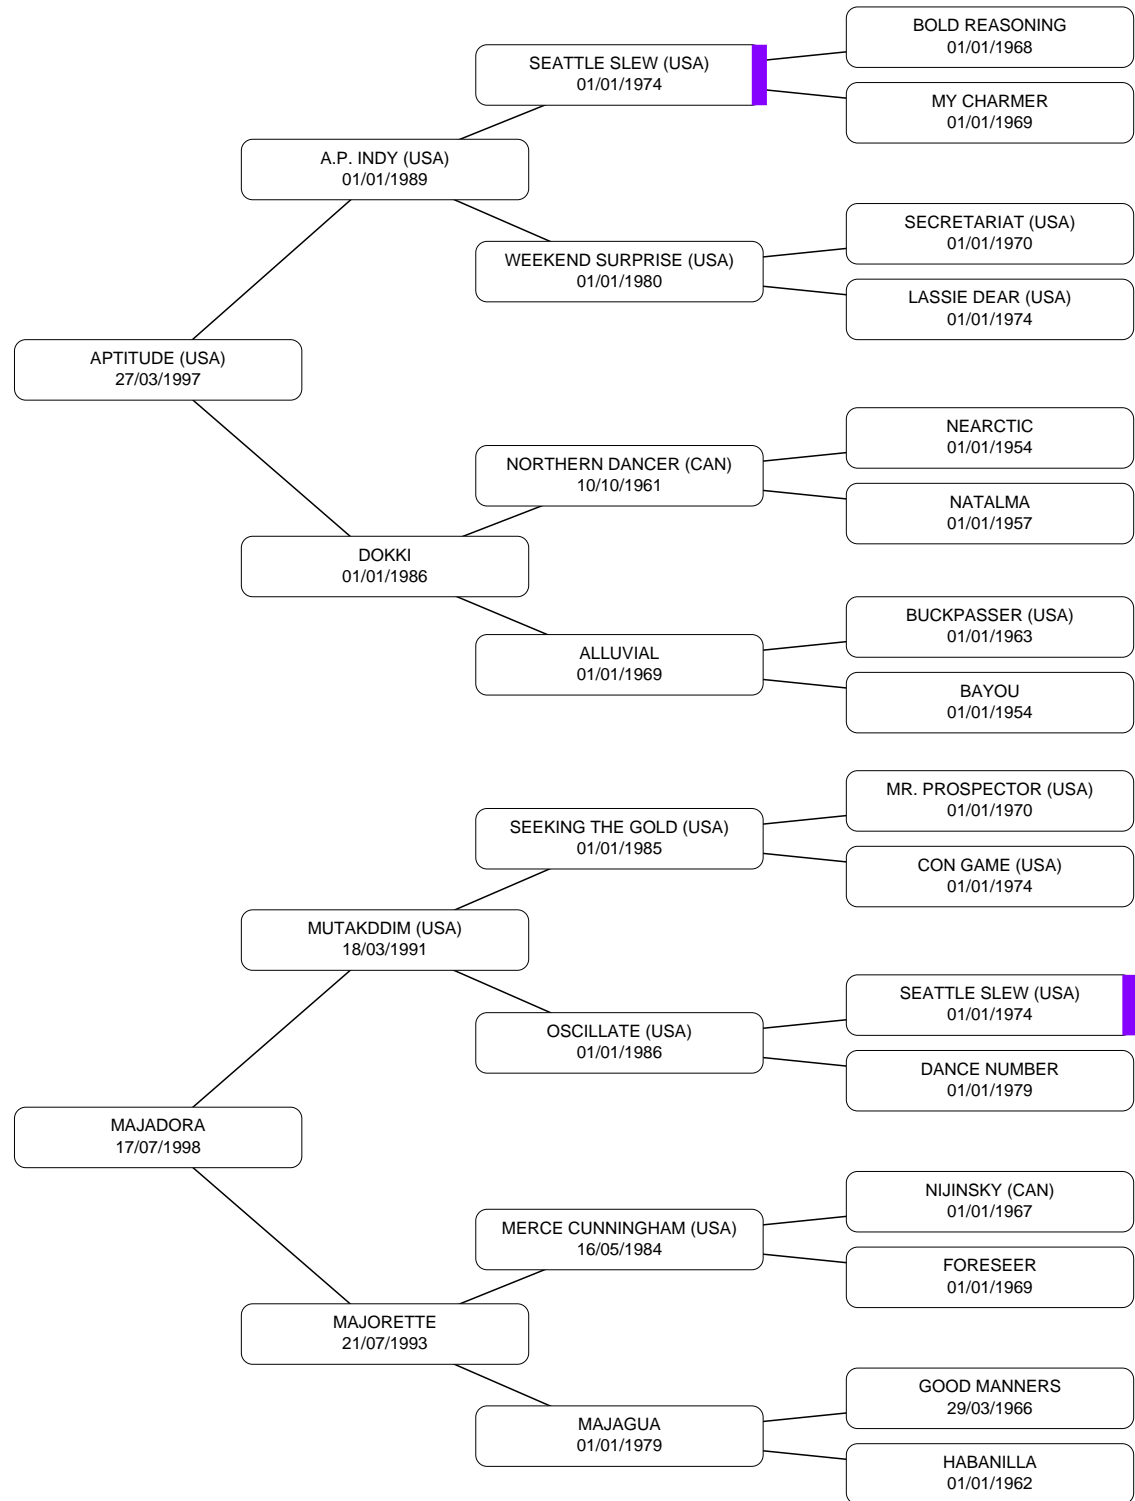 BOLD REASONING
01/01/1968
SEATTLE SLEW (USA)
01/01/1974
MY CHARMER
01/01/1969
A.P. INDY (USA)
01/01/1989
SECRETARIAT (USA)
01/01/1970
WEEKEND SURPRISE (USA)
01/01/1980
LASSIE DEAR (USA)
01/01/1974
APTITUDE (USA)
27/03/1997
NEARCTIC
01/01/1954
NORTHERN DANCER (CAN)
10/10/1961
NATALMA
01/01/1957
DOKKI
01/01/1986
BUCKPASSER (USA)
01/01/1963
ALLUVIAL
01/01/1969
BAYOU
01/01/1954
MR. PROSPECTOR (USA)
01/01/1970
SEEKING THE GOLD (USA)
01/01/1985
CON GAME (USA)
01/01/1974
MUTAKDDIM (USA)
18/03/1991
SEATTLE SLEW (USA)
01/01/1974
OSCILLATE (USA)
01/01/1986
DANCE NUMBER
01/01/1979
MAJADORA
17/07/1998
NIJINSKY (CAN)
01/01/1967
MERCE CUNNINGHAM (USA)
16/05/1984
FORESEER
01/01/1969
MAJORETTE
21/07/1993
GOOD MANNERS
29/03/1966
MAJAGUA
01/01/1979
HABANILLA
01/01/1962